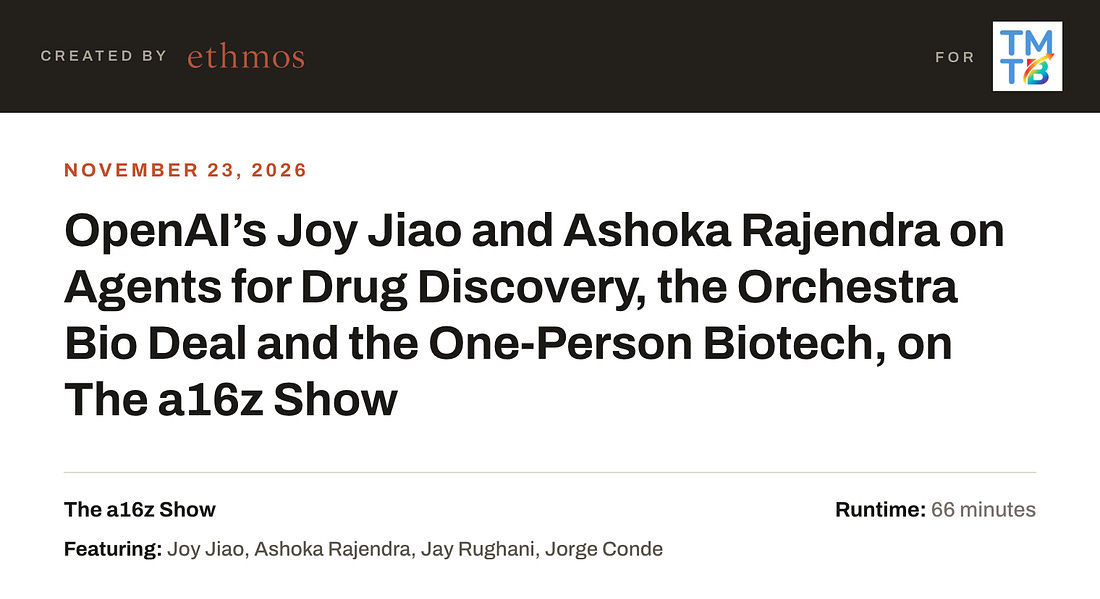 CREATED BY ethmos
FOR TMTB
NOVEMBER 23, 2026
OpenAI’s Joy Jiao and Ashoka Rajendra on
Agents for Drug Discovery, the Orchestra
Bio Deal and the One-Person Biotech, on
The a16z Show
The a16z Show
Runtime: 66 minutes
Featuring: Joy Jiao, Ashoka Rajendra, Jay Rughani, Jorge Conde